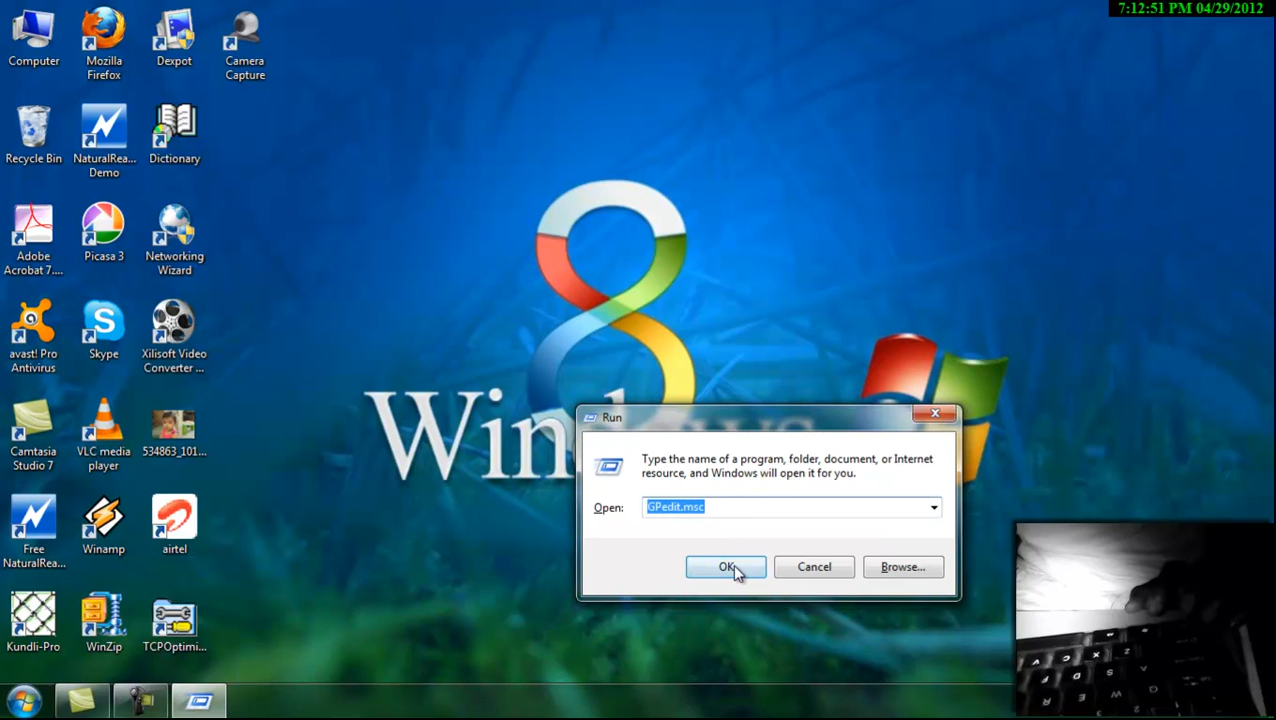 7:12:51 PM 04/29/2012
Computer
Mozilla
Firefox
Dexpot
Camera
Capture
Recycle Bin
NaturalRea...
Demo
Dictionary
Adobe
Acrobat 7....
Picasa 3
Networking
Wizard
avast! Pro
Antivirus
Skype
Xilisoft Video
Converter ...
Camtasia
Studio 7
VLC media
player
534863_101...
Free
NaturalRea...
Winamp
airtel
Kundli-Pro
WinZip
TCPOptimi...
8
Run
Type the name of a program, folder, document, or Internet
resource, and Windows will open it for you.
Open:
GPedit.msc
OK
Cancel
Browse...